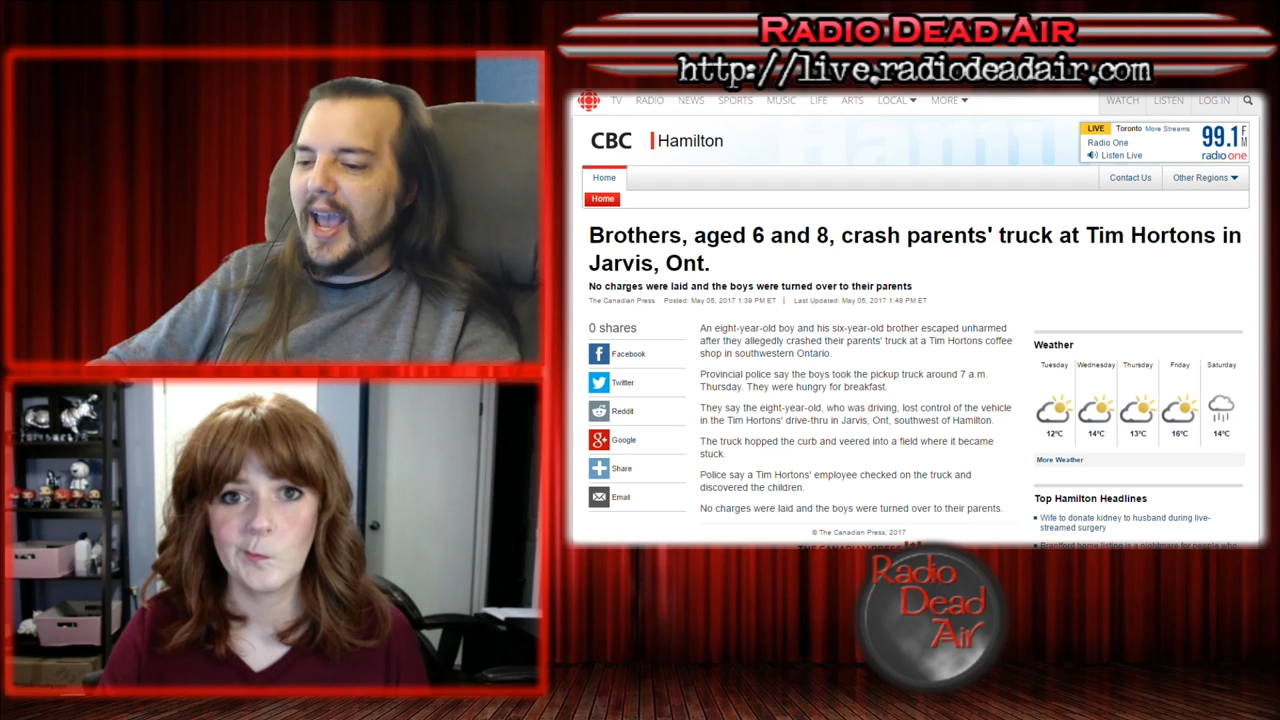 RADIO DEAD AIR
http://live.radiodeadair.com
TV RADIO NEWS SPORTS MUSIC LIFE ARTS LOCAL MORE WATCH LISTEN LOG IN
CBC Hamilton
LIVE Toronto More Streams
Radio One
Listen Live
99.1 FM
radio one
Home Contact Us Other Regions
Home
Brothers, aged 6 and 8, crash parents' truck at Tim Hortons in
Jarvis, Ont.
No charges were laid and the boys were turned over to their parents
The Canadian Press Posted: May 05, 2017 1:39 PM ET | Last Updated: May 05, 2017 1:48 PM ET
0 shares
Facebook
Twitter
Reddit
Google
Share
Email
An eight-year-old boy and his six-year-old brother escaped unharmed
after they allegedly crashed their parents' truck at a Tim Hortons coffee
shop in southwestern Ontario.
Provincial police say the boys took the pickup truck around 7 a.m.
Thursday. They were hungry for breakfast.
They say the eight-year-old, who was driving, lost control of the vehicle
in the Tim Hortons' drive-thru in Jarvis, Ont, southwest of Hamilton.
The truck hopped the curb and veered into a field where it became
stuck.
Police say a Tim Hortons' employee checked on the truck and
discovered the children.
No charges were laid and the boys were turned over to their parents.
© The Canadian Press, 2017
THE CANADIAN PRESS
Weather
Tuesday Wednesday Thursday Friday Saturday
12°C 14°C 13°C 16°C 14°C
More Weather
Top Hamilton Headlines
Wife to donate kidney to husband during live-
streamed surgery
Brantford home listing is a nightmare for people who
Radio
Dead
Air